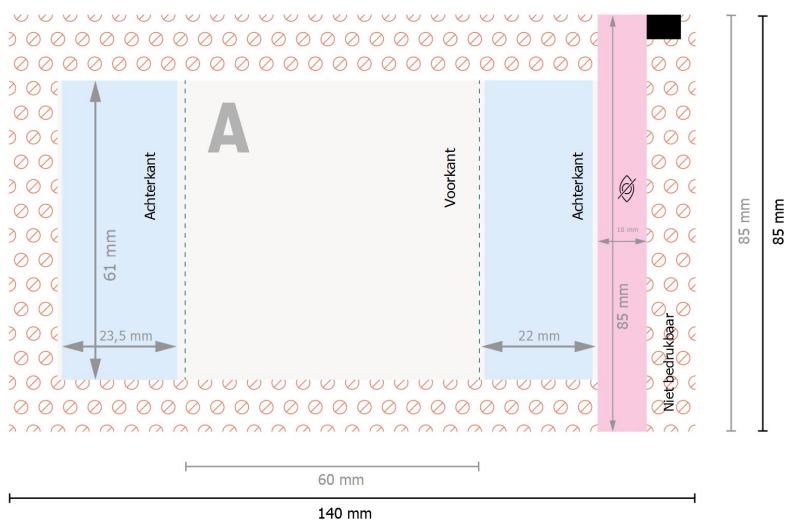 A
Achterkant
Voorkant
Achterkant
61 mm
23,5 mm
22 mm
10 mm
85 mm
Niet bedrukbaar
85 mm
85 mm
60 mm
140 mm